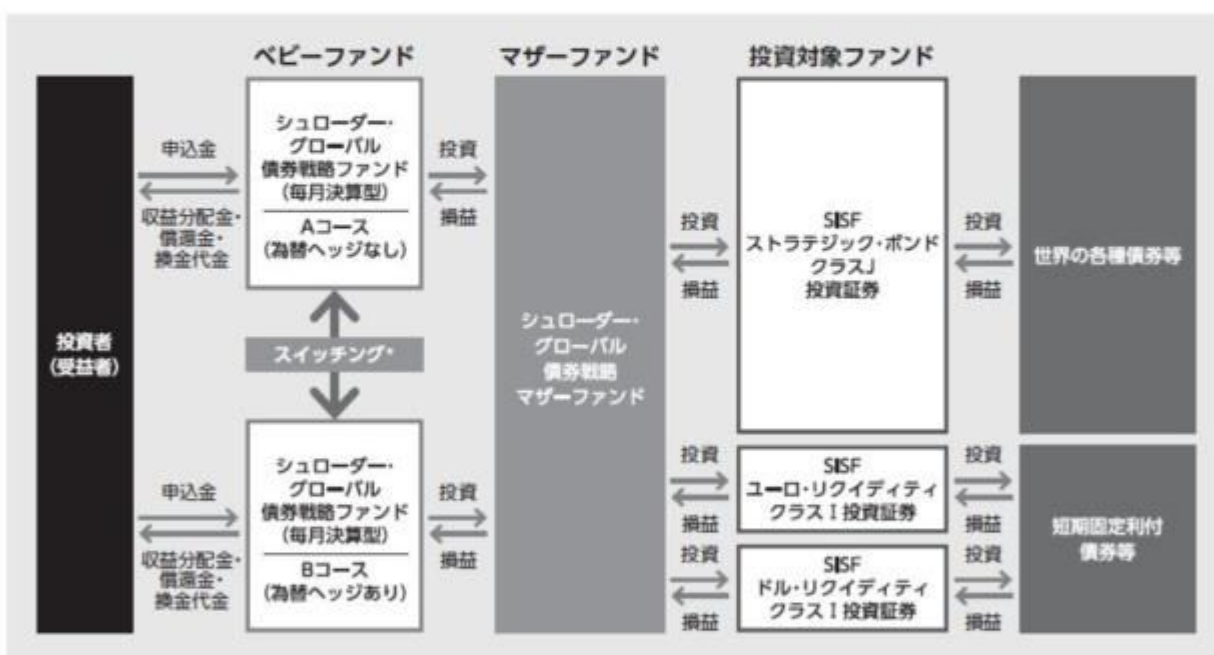 ベビーファンド
マザーファンド
投資対象ファンド
投資者
(受益者)
申込金
収益分配金・
償還金・
換金代金
シュローダー・
グローバル
債券戦略ファンド
(毎月決算型)
Aコース
(為替ヘッジなし)
投資
損益
スイッチング*
申込金
収益分配金・
償還金・
換金代金
シュローダー・
グローバル
債券戦略ファンド
(毎月決算型)
Bコース
(為替ヘッジあり)
投資
損益
シュローダー・
グローバル
債券戦略
マザーファンド
投資
損益
SISF
ストラテジック・ボンド
クラスJ
投資証券
投資
損益
世界の各種債券等
投資
損益
SISF
ユーロ・リクイディティ
クラスI投資証券
投資
損益
投資
損益
SISF
ドル・リクイディティ
クラスI投資証券
投資
損益
短期固定利付
債券等